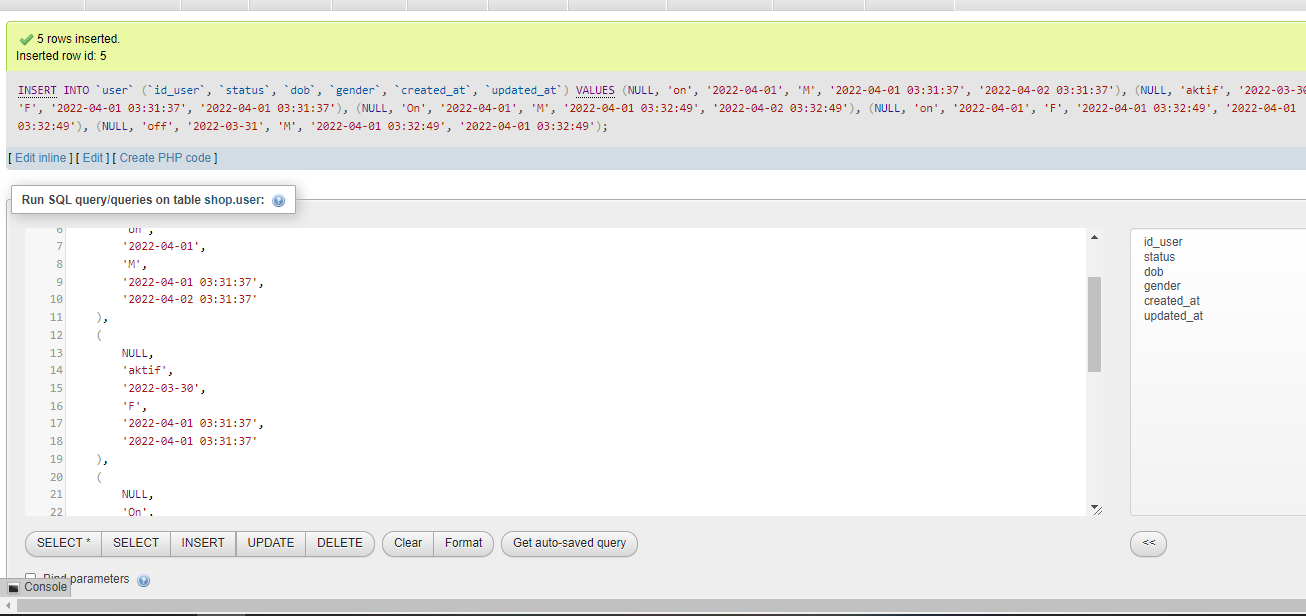 5 rows inserted.
Inserted row id: 5
INSERT INTO `user` (`id_user`, `status`, `dob`, `gender`, `created_at`, `updated_at`) VALUES (NULL, 'on', '2022-04-01', 'M', '2022-04-01 03:31:37', '2022-04-02 03:31:37'), (NULL, 'aktif', '2022-03-30
'F', '2022-04-01 03:31:37', '2022-04-01 03:31:37'), (NULL, 'On', '2022-04-01', 'M', '2022-04-01 03:32:49', '2022-04-02 03:32:49'), (NULL, 'on', '2022-04-01', 'F', '2022-04-01 03:32:49', '2022-04-01
03:32:49'), (NULL, 'off', '2022-03-31', 'M', '2022-04-01 03:32:49', '2022-04-01 03:32:49');
[ Edit inline ] [ Edit ] [ Create PHP code ]
Run SQL query/queries on table shop.user:
6 'on',
7 '2022-04-01',
8 'M',
9 '2022-04-01 03:31:37',
10 '2022-04-02 03:31:37'
11 ),
12 (
13 NULL,
14 'aktif',
15 '2022-03-30',
16 'F',
17 '2022-04-01 03:31:37',
18 '2022-04-01 03:31:37'
19 ),
20 (
21 NULL,
22 'On',
id_user
status
dob
gender
created_at
updated_at
SELECT * SELECT INSERT UPDATE DELETE Clear Format Get auto-saved query <<
Bind parameters
Console